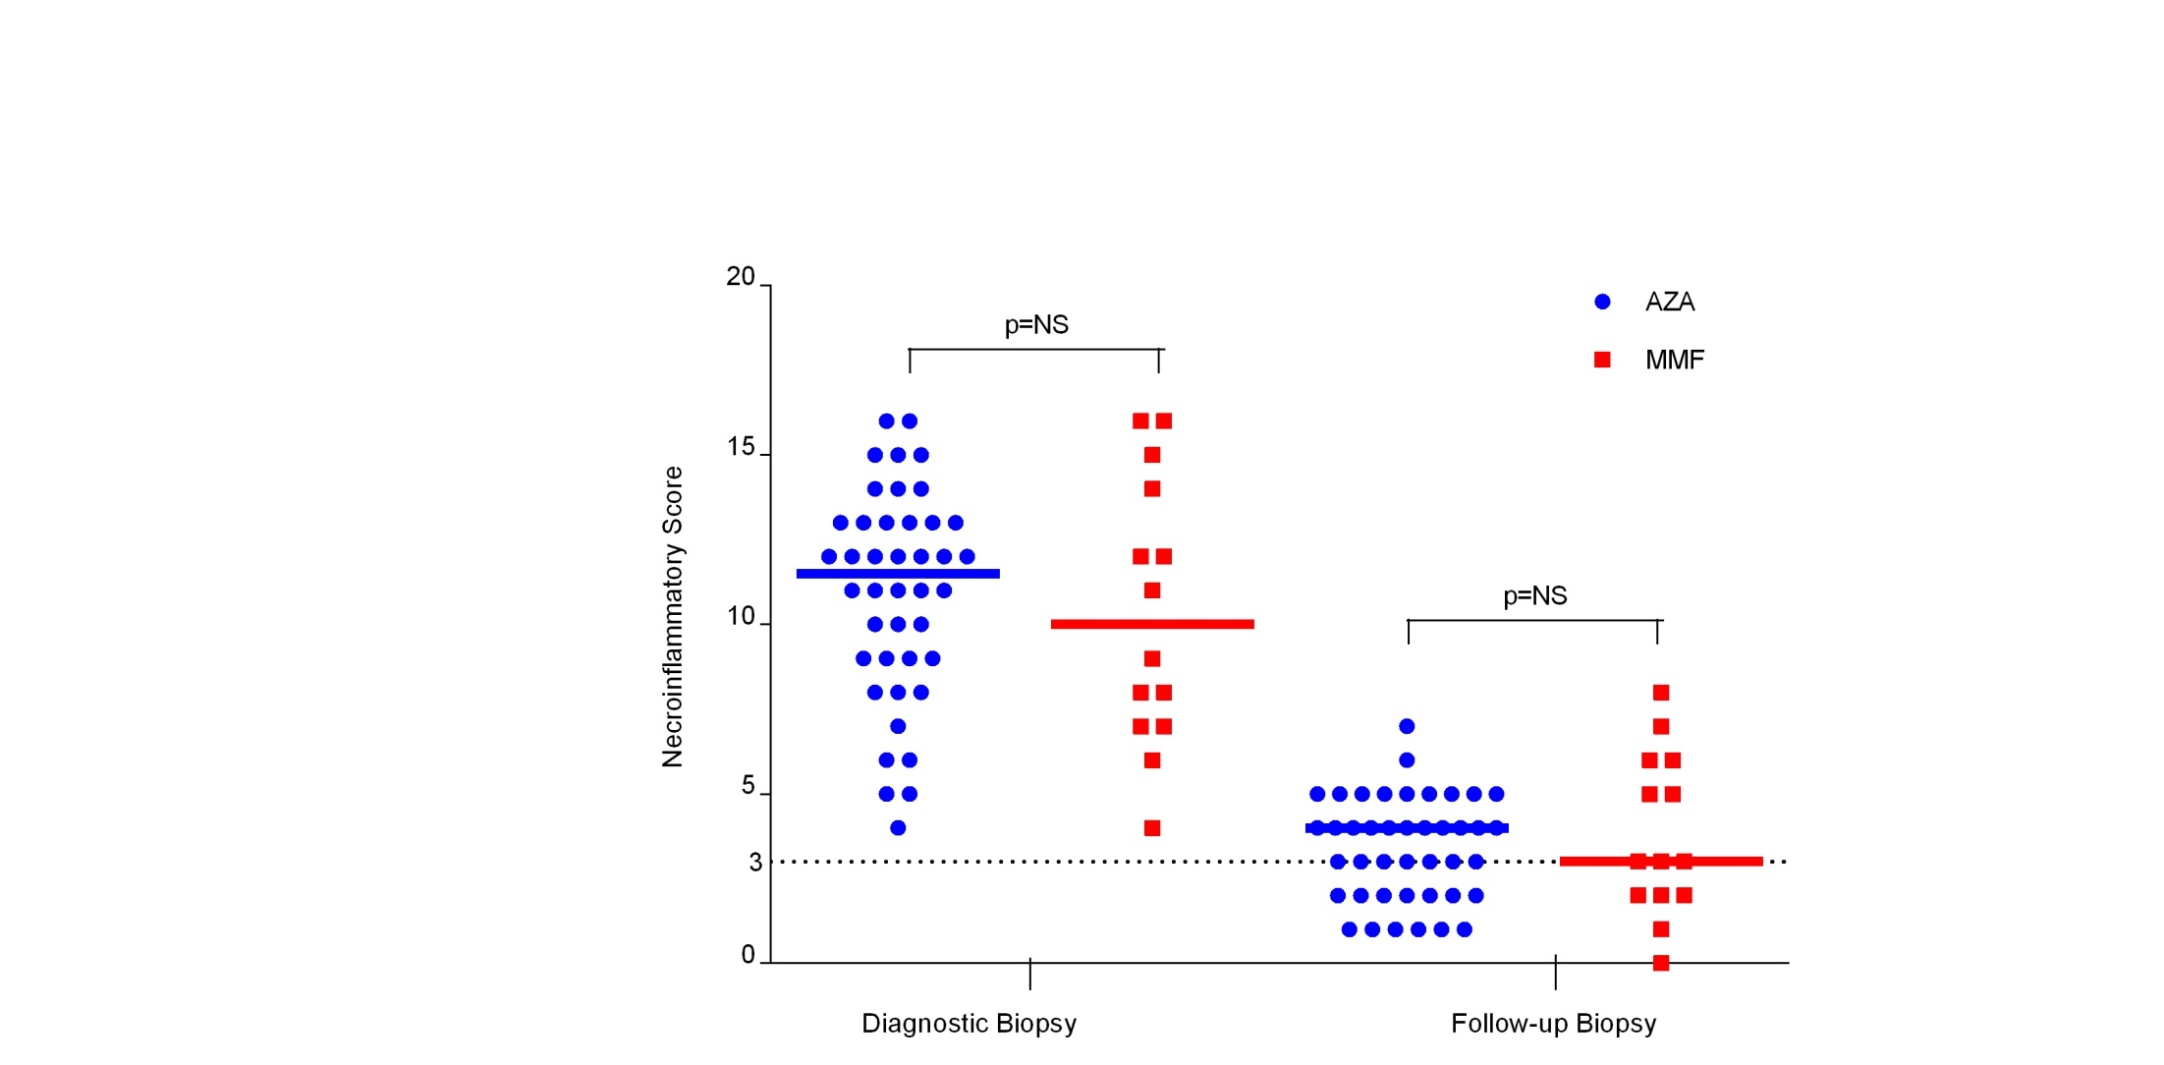 20
AZA
p=NS
MMF
15
10
p=NS
5
3
0
Necroinflammatory Score
Diagnostic Biopsy
Follow-up Biopsy